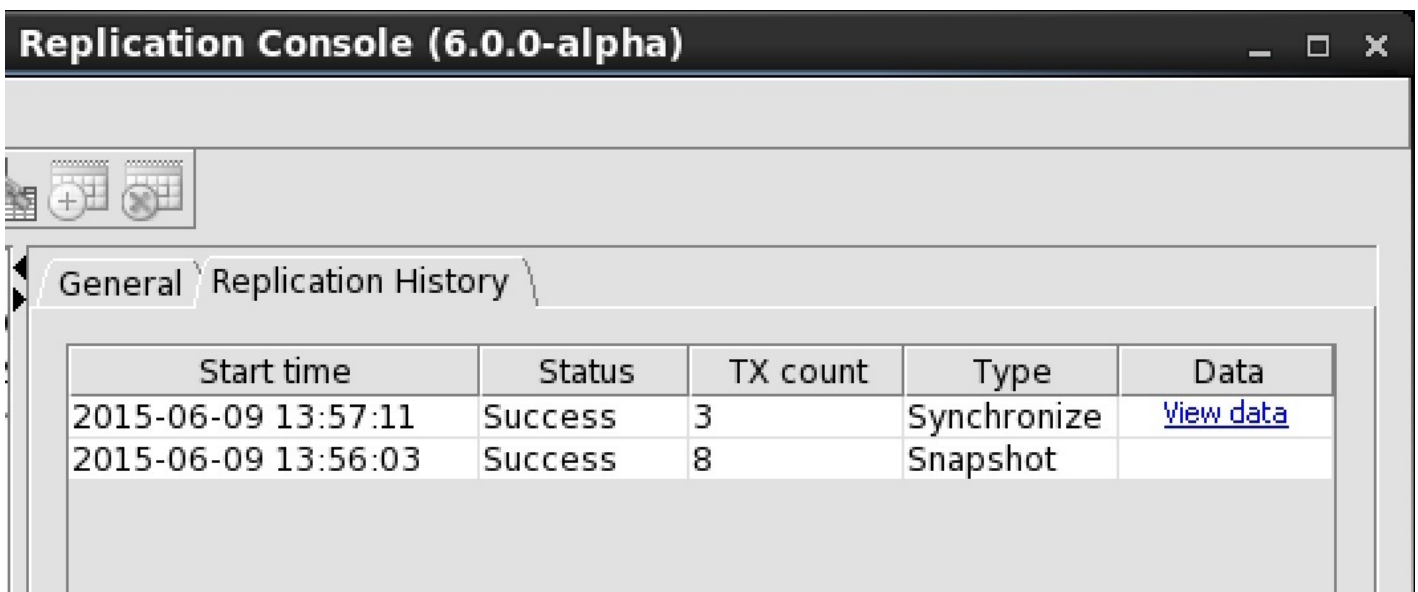 Replication Console (6.0.0-alpha)
General Replication History
Start time Status TX count Type Data
2015-06-09 13:57:11 Success 3 Synchronize View data
2015-06-09 13:56:03 Success 8 Snapshot